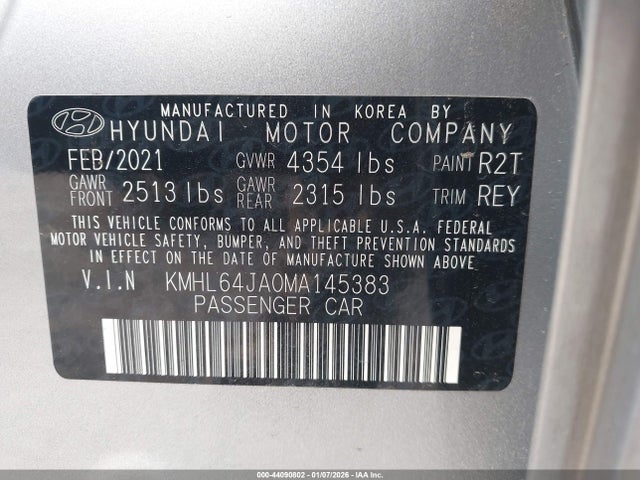 MANUFACTURED IN KOREA BY
HYUNDAI MOTOR COMPANY
FEB/2021 GVWR 4354 lbs PAINT R2T
GAWR FRONT 2513 lbs GAWR REAR 2315 lbs TRIM REY
THIS VEHICLE CONFORMS TO ALL APPLICABLE U.S.A. FEDERAL
MOTOR VEHICLE SAFETY, BUMPER, AND THEFT PREVENTION STANDARDS
IN EFFECT ON THE DATE OF MANUFACTURE SHOWN ABOVE.
V.I.N KMHL64JA0MA145383
PASSENGER CAR
000-44090802 - 01/07/2026 - IAA Inc.